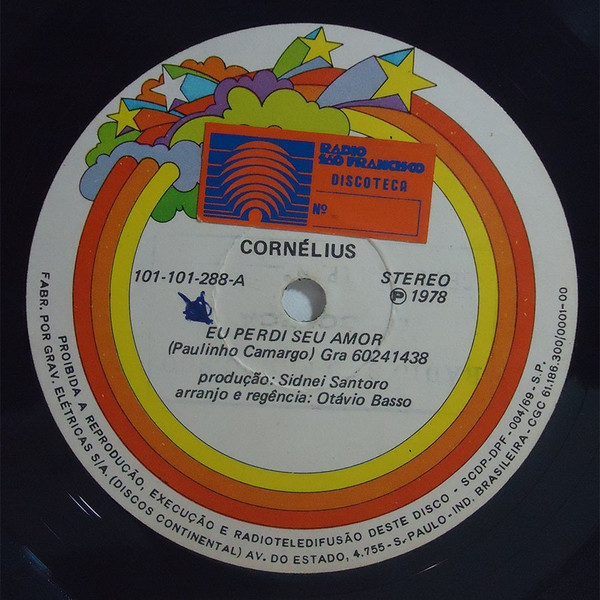 RADIO
SÃO FRANCISCO
DISCOTECA
Nº
CORNÉLIUS
101-101-288-A
STEREO
Ⓟ 1978
EU PERDI SEU AMOR
(Paulinho Camargo) Gra 60241438
produção: Sidnei Santoro
arranjo e regência: Otávio Basso
PROIBIDA A REPRODUÇÃO, EXECUÇÃO E RADIOTELEDIFUSÃO DESTE DISCO - SCDP-DPF - 004/69 - S.P.
FABR. POR GRAV. ELÉTRICAS S/A. (DISCOS CONTINENTAL) AV. DO ESTADO, 4.755 - S. PAULO - IND. BRASILEIRA - CGC 61.186.300/0001-00